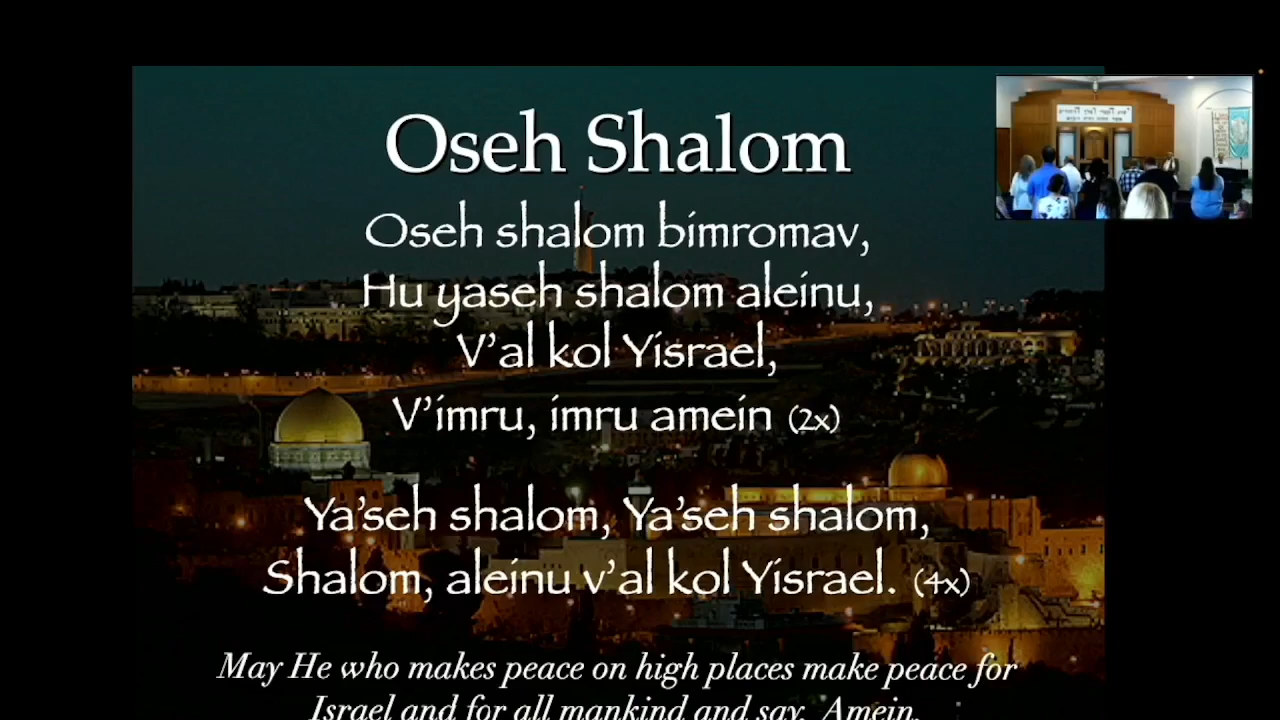 Oseh Shalom
Oseh shalom bimromav,
Hu yaseh shalom aleinu,
V'al kol Yisrael,
V'imru, imru amein (2x)
Ya'seh shalom, Ya'seh shalom,
Shalom, aleinu v'al kol Yisrael. (4x)
May He who makes peace on high places make peace for
Israel and for all mankind and say, Amein.